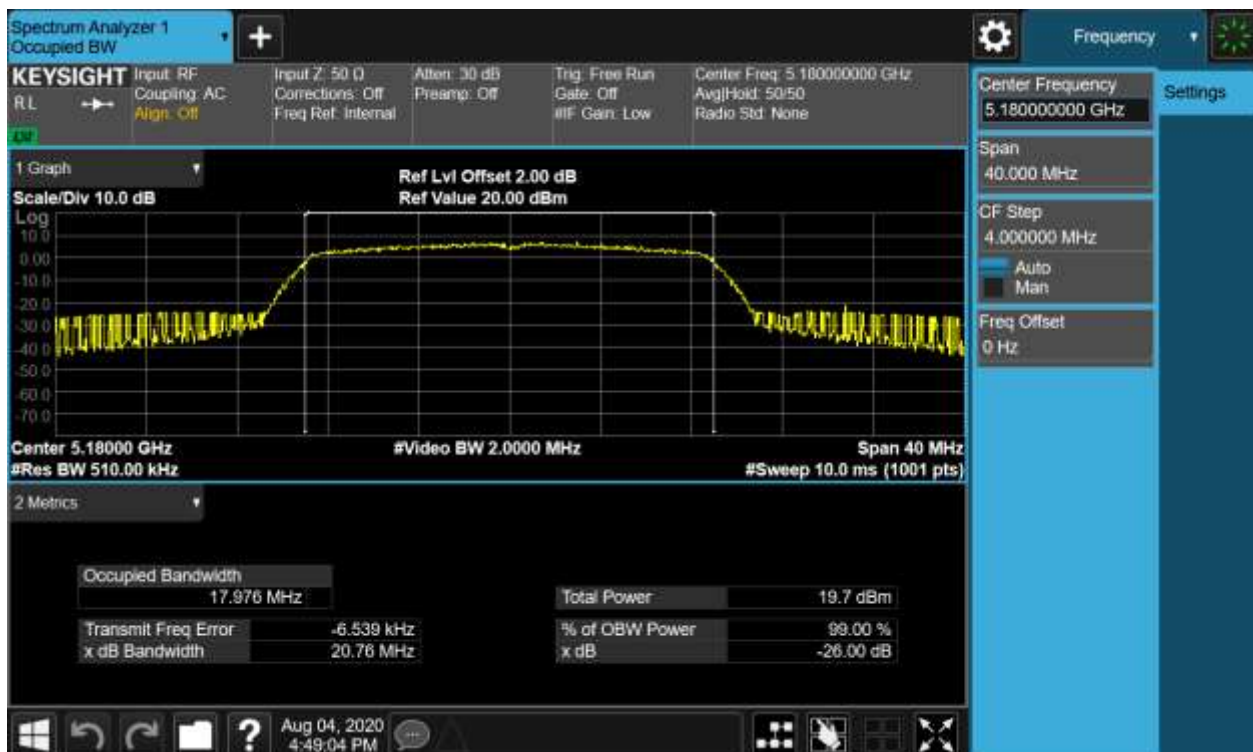 Spectrum Analyzer 1
Occupied BW
+
Frequency
KEYSIGHT
RL
Input: RF
Coupling: AC
Align: Off
Input Z: 50 Ω
Corrections: Off
Freq Ref: Internal
Atten: 30 dB
Preamp: Off
Trig: Free Run
Gate: Off
#IF Gain: Low
Center Freq: 5.180000000 GHz
Avg|Hold: 50/50
Radio Std: None
Center Frequency
5.180000000 GHz
Settings
Span
40.000 MHz
CF Step
4.000000 MHz
Auto
Man
Freq Offset
0 Hz
1 Graph
Scale/Div 10.0 dB
Ref Lvl Offset 2.00 dB
Ref Value 20.00 dBm
Log
10.0
0.00
-10.0
-20.0
-30.0
-40.0
-50.0
-60.0
-70.0
Center 5.18000 GHz
#Video BW 2.0000 MHz
Span 40 MHz
#Res BW 510.00 kHz
#Sweep 10.0 ms (1001 pts)
2 Metrics
Occupied Bandwidth
17.976 MHz
Total Power 19.7 dBm
Transmit Freq Error -6.539 kHz
% of OBW Power 99.00 %
x dB Bandwidth 20.76 MHz
x dB -26.00 dB
?
Aug 04, 2020
4:49:04 PM